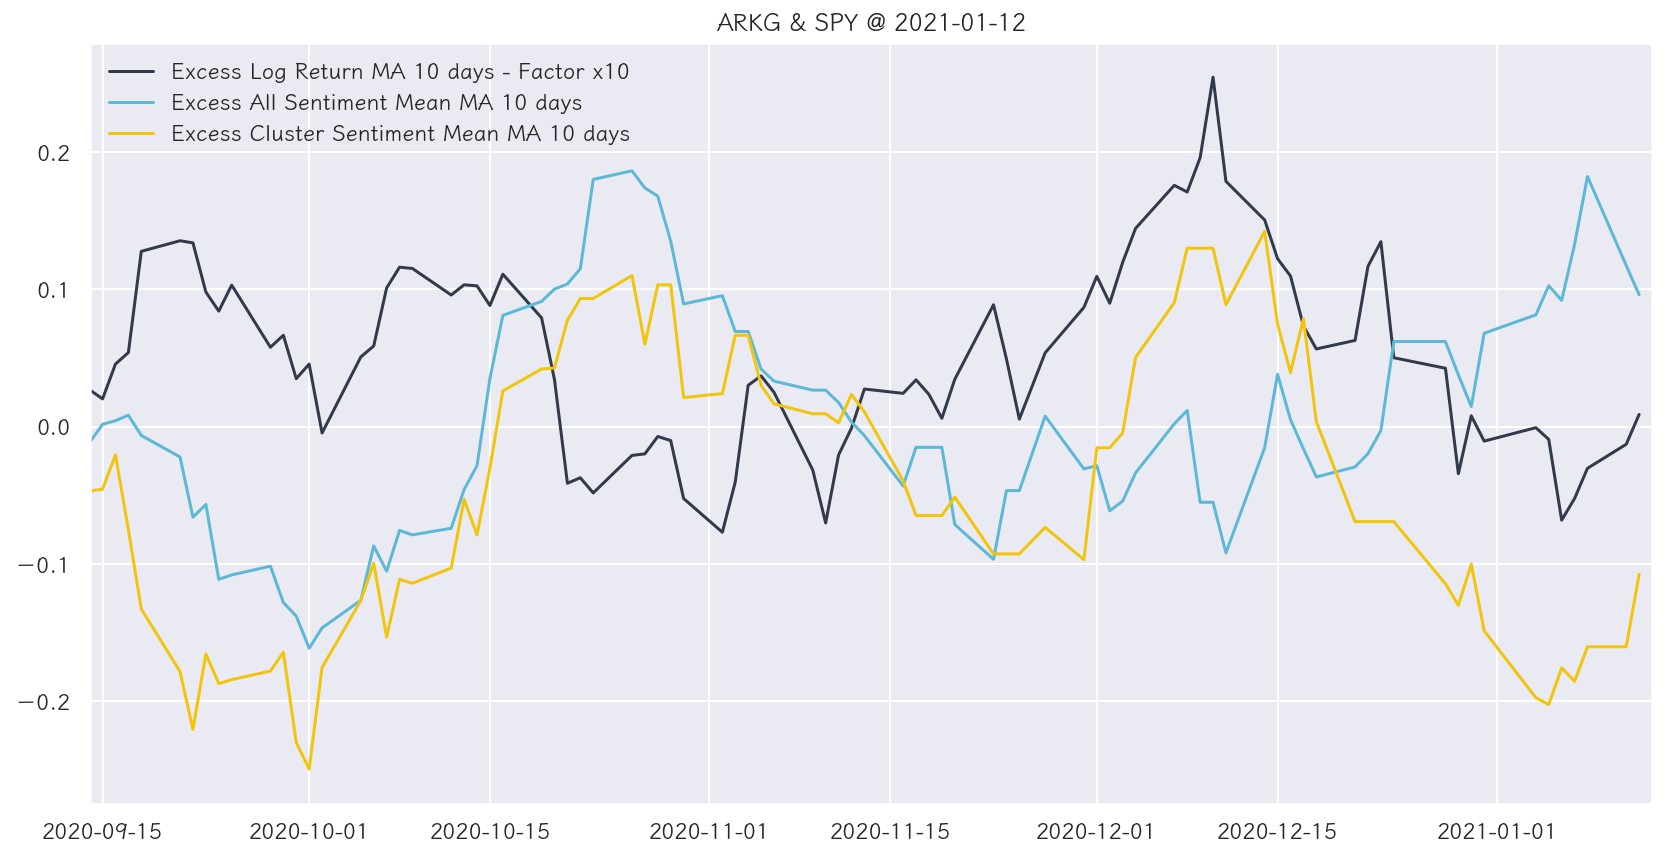 ARKG & SPY @ 2021-01-12
Excess Log Return MA 10 days - Factor x10
Excess All Sentiment Mean MA 10 days
Excess Cluster Sentiment Mean MA 10 days
0.2
0.1
0.0
−0.1
−0.2
2020-09-15 2020-10-01 2020-10-15 2020-11-01 2020-11-15 2020-12-01 2020-12-15 2021-01-01